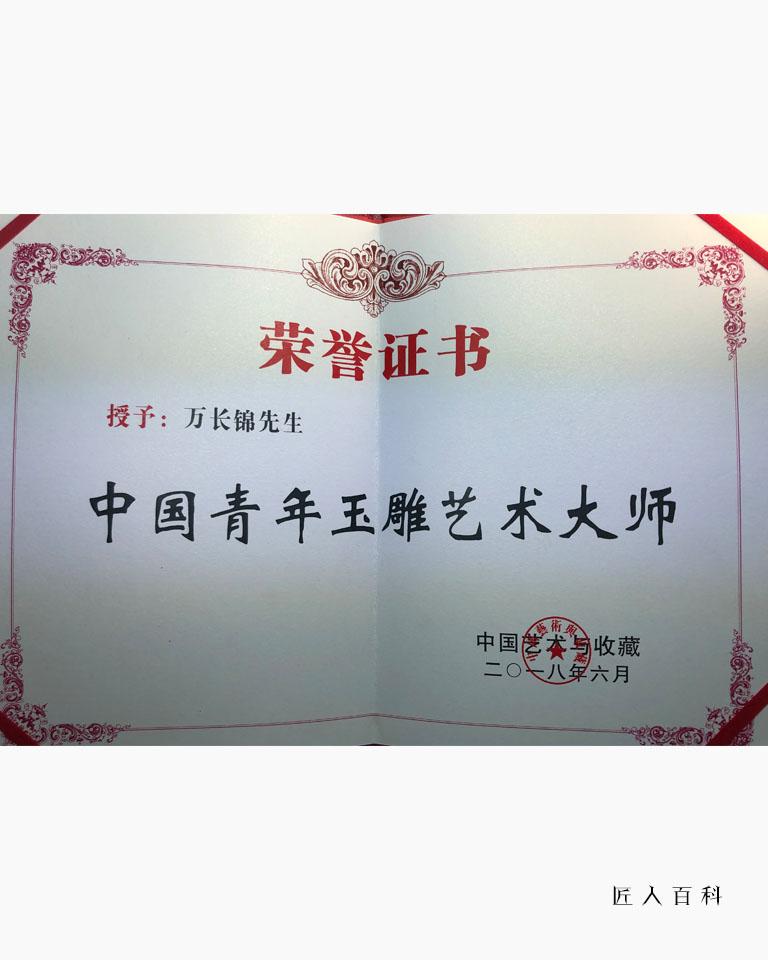 荣誉证书
授予：万长锦先生
中国青年玉雕艺术大师
中国艺术与收藏
二〇一八年六月
匠人百科